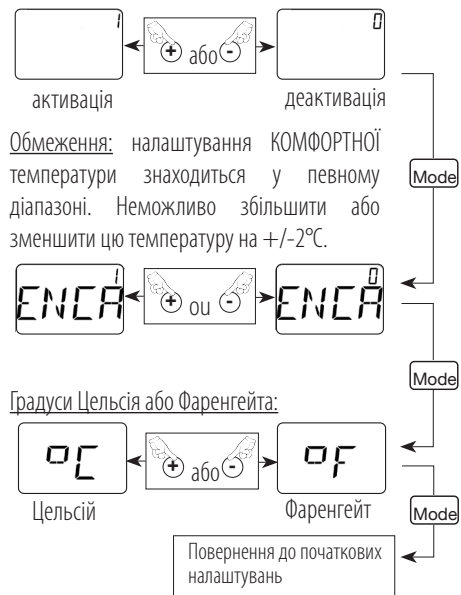 1 + або - 0
активація деактивація
Обмеження: налаштування КОМФОРТНОЇ
температури знаходиться у певному
діапазоні. Неможливо збільшити або
зменшити цю температуру на +/-2°C.
Mode
1 0
ENCA + ou - ENCA
Mode
Градуси Цельсія або Фаренгейта:
°C + або - °F
Цельсій Фаренгейт
Mode
Повернення до початкових
налаштувань